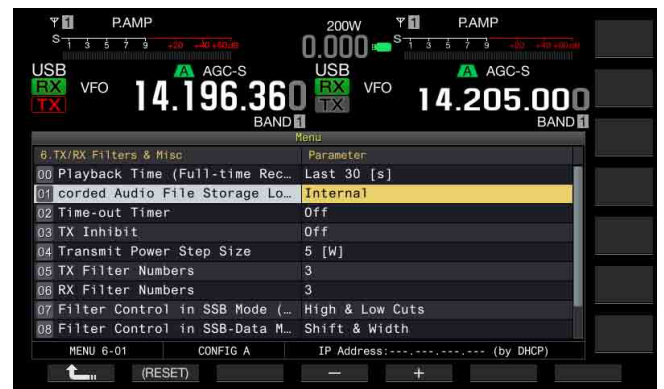 1 P.AMP 200W 1 P.AMP
S 1 3 5 7 9 +20 +40 +60dB 0.000 S 1 3 5 7 9 +20 +40 +60dB
USB A AGC-S USB A AGC-S
RX VFO 14.196.360 RX VFO 14.205.000
TX TX
BAND 1 BAND 1
Menu
6.TX/RX Filters & Misc Parameter
00 Playback Time (Full-time Rec… Last 30 [s]
01 corded Audio File Storage Lo… Internal
02 Time-out Timer Off
03 TX Inhibit Off
04 Transmit Power Step Size 5 [W]
05 TX Filter Numbers 3
06 RX Filter Numbers 3
07 Filter Control in SSB Mode (… High & Low Cuts
08 Filter Control in SSB-Data M… Shift & Width
MENU 6-01 CONFIG A IP Address:---.---.---.--- (by DHCP)
(RESET) − +